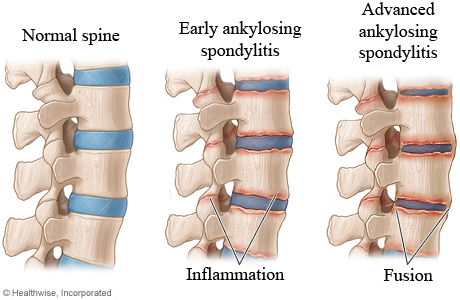 Normal spine
Early ankylosing
spondylitis
Advanced
ankylosing
spondylitis
Inflammation
Fusion
© Healthwise, Incorporated